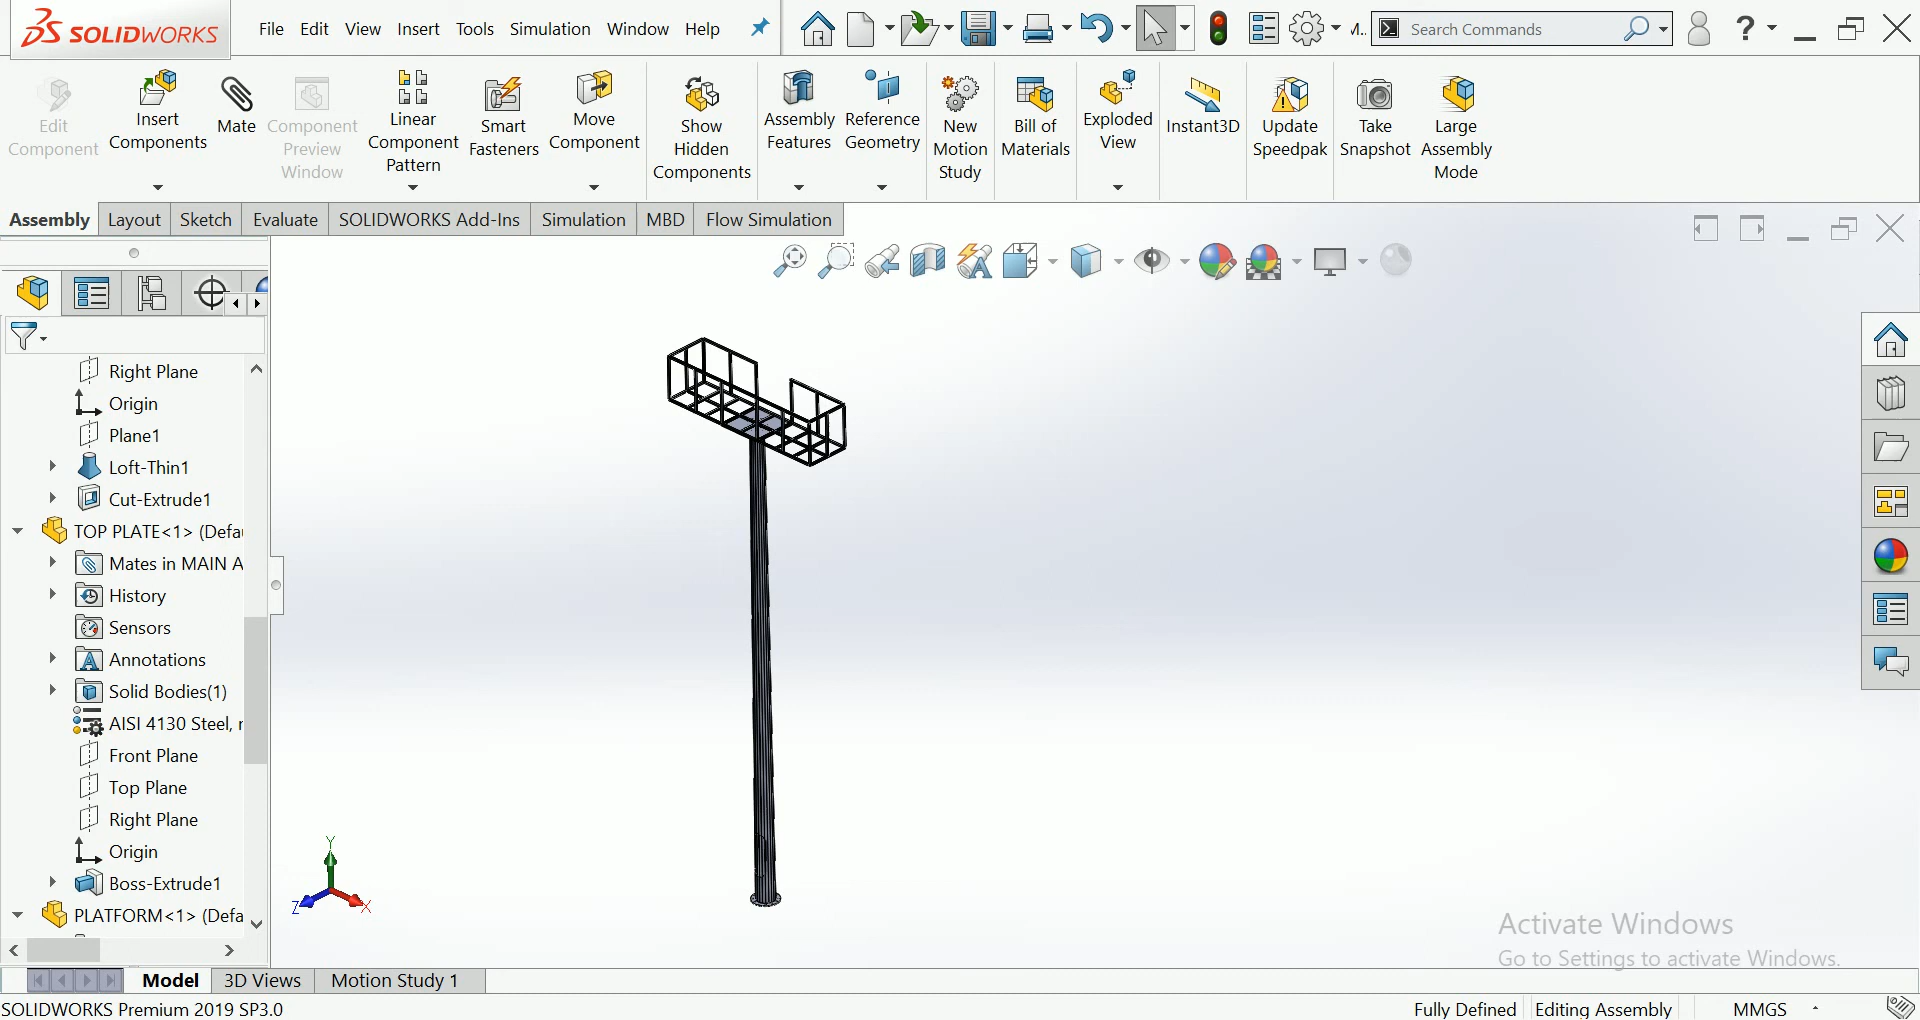 SOLIDWORKS
File Edit View Insert Tools Simulation Window Help
Search Commands
Edit Component
Insert Components
Mate
Component Preview Window
Linear Component Pattern
Smart Fasteners
Move Component
Show Hidden Components
Assembly Features
Reference Geometry
New Motion Study
Bill of Materials
Exploded View
Instant3D
Update Speedpak
Take Snapshot
Large Assembly Mode
Assembly Layout Sketch Evaluate SOLIDWORKS Add-Ins Simulation MBD Flow Simulation
Right Plane
Origin
Plane1
Loft-Thin1
Cut-Extrude1
TOP PLATE<1> (Defa
Mates in MAIN A
History
Sensors
Annotations
Solid Bodies(1)
AISI 4130 Steel,
Front Plane
Top Plane
Right Plane
Origin
Boss-Extrude1
PLATFORM<1> (Defa
Y
Z
X
Activate Windows
Go to Settings to activate Windows.
Model 3D Views Motion Study 1
SOLIDWORKS Premium 2019 SP3.0
Fully Defined Editing Assembly MMGS